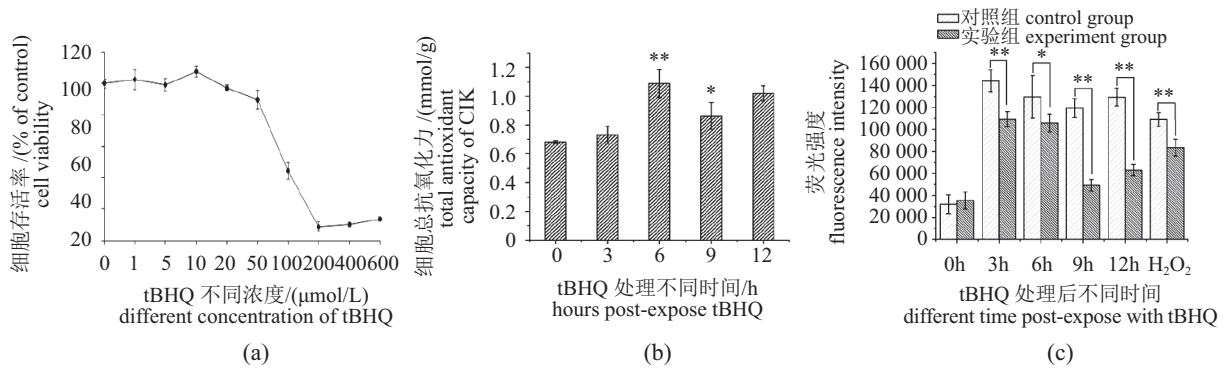 120
100
80
60
40
20
细胞存活率 /(% of control)
cell viability
0 1 5 10 20 50 100 200 400 600
tBHQ 不同浓度/(μmol/L)
different concentration of tBHQ
(a)
1.4
1.2
1.0
0.8
0.6
0.4
0.2
0
细胞总抗氧化力 /(mmol/g)
total antioxidant
capacity of CIK
** *
0 3 6 9 12
tBHQ 处理不同时间/h
hours post-expose tBHQ
(b)
对照组 control group
实验组 experiment group
** * ** ** **
160 000
140 000
120 000
100 000
80 000
60 000
40 000
20 000
0
荧光强度
fluorescence intensity
0h 3h 6h 9h 12h H₂O₂
tBHQ 处理后不同时间
different time post-expose with tBHQ
(c)